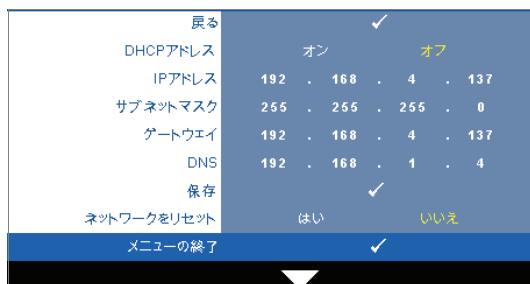 戻る ✓
DHCPアドレス オン オフ
IPアドレス 192 . 168 . 4 . 137
サブネットマスク 255 . 255 . 255 . 0
ゲートウェイ 192 . 168 . 4 . 137
DNS 192 . 168 . 1 . 4
保存 ✓
ネットワークをリセット はい いいえ
メニューの終了 ✓